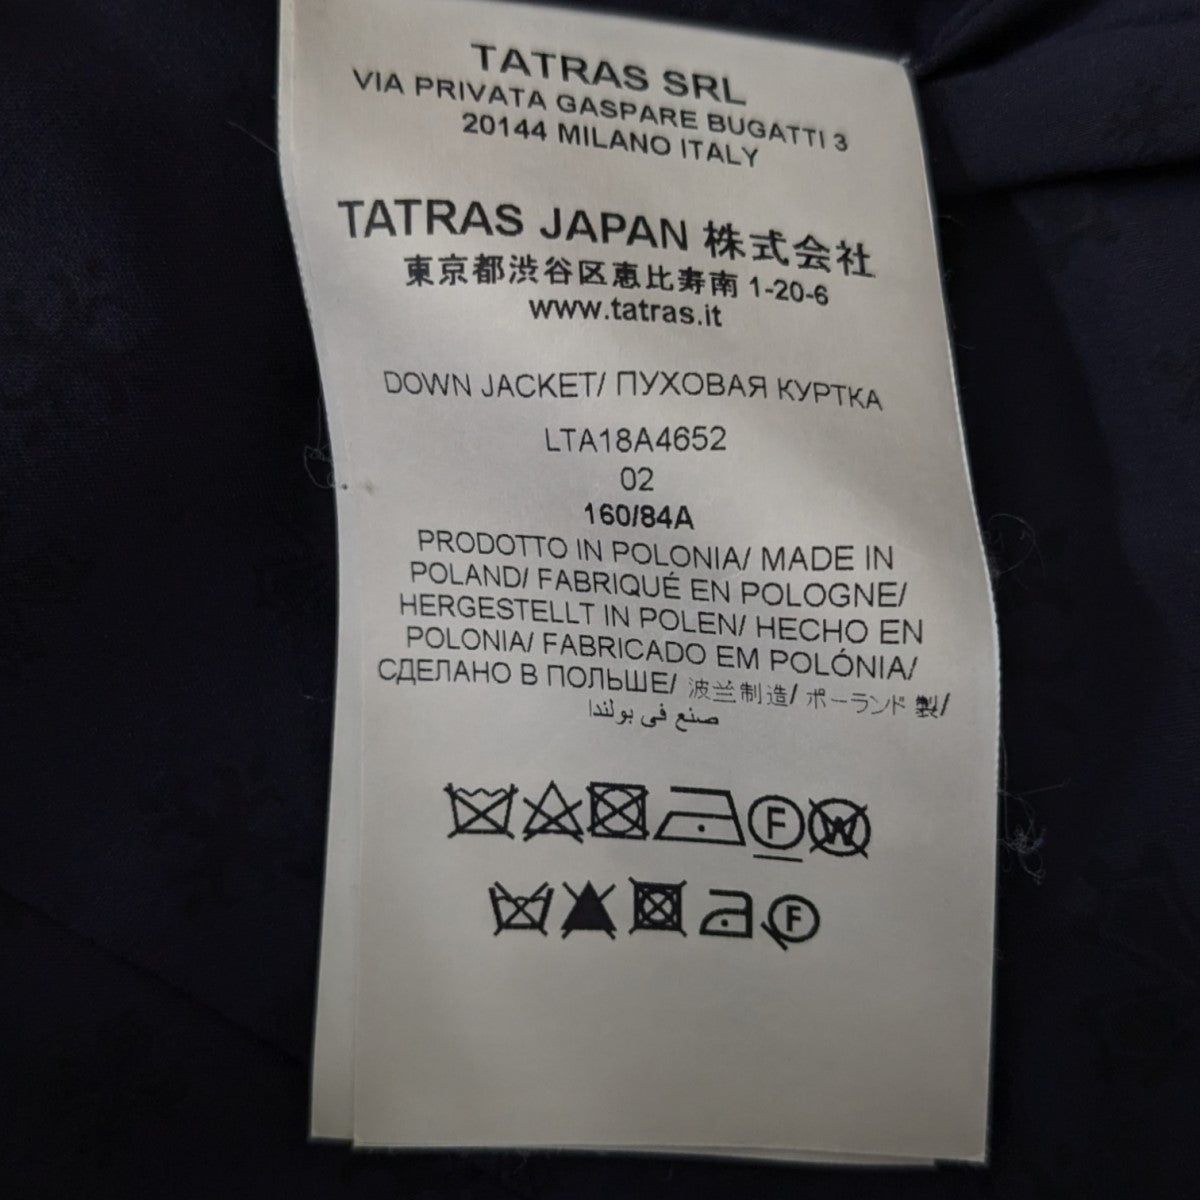 TATRAS SRL
VIA PRIVATA GASPARE BUGATTI 3
20144 MILANO ITALY
TATRAS JAPAN 株式会社
東京都渋谷区恵比寿南 1-20-6
www.tatras.it
DOWN JACKET/ ПУХОВАЯ КУРТКА
LTA18A4652
02
160/84A
PRODOTTO IN POLONIA/ MADE IN
POLAND/ FABRIQUÉ EN POLOGNE/
HERGESTELLT IN POLEN/ HECHO EN
POLONIA/ FABRICADO EM POLÓNIA/
СДЕЛАНО В ПОЛЬШЕ/ 波兰制造/ ポーランド 製/
صنع في بولندا
F W
F